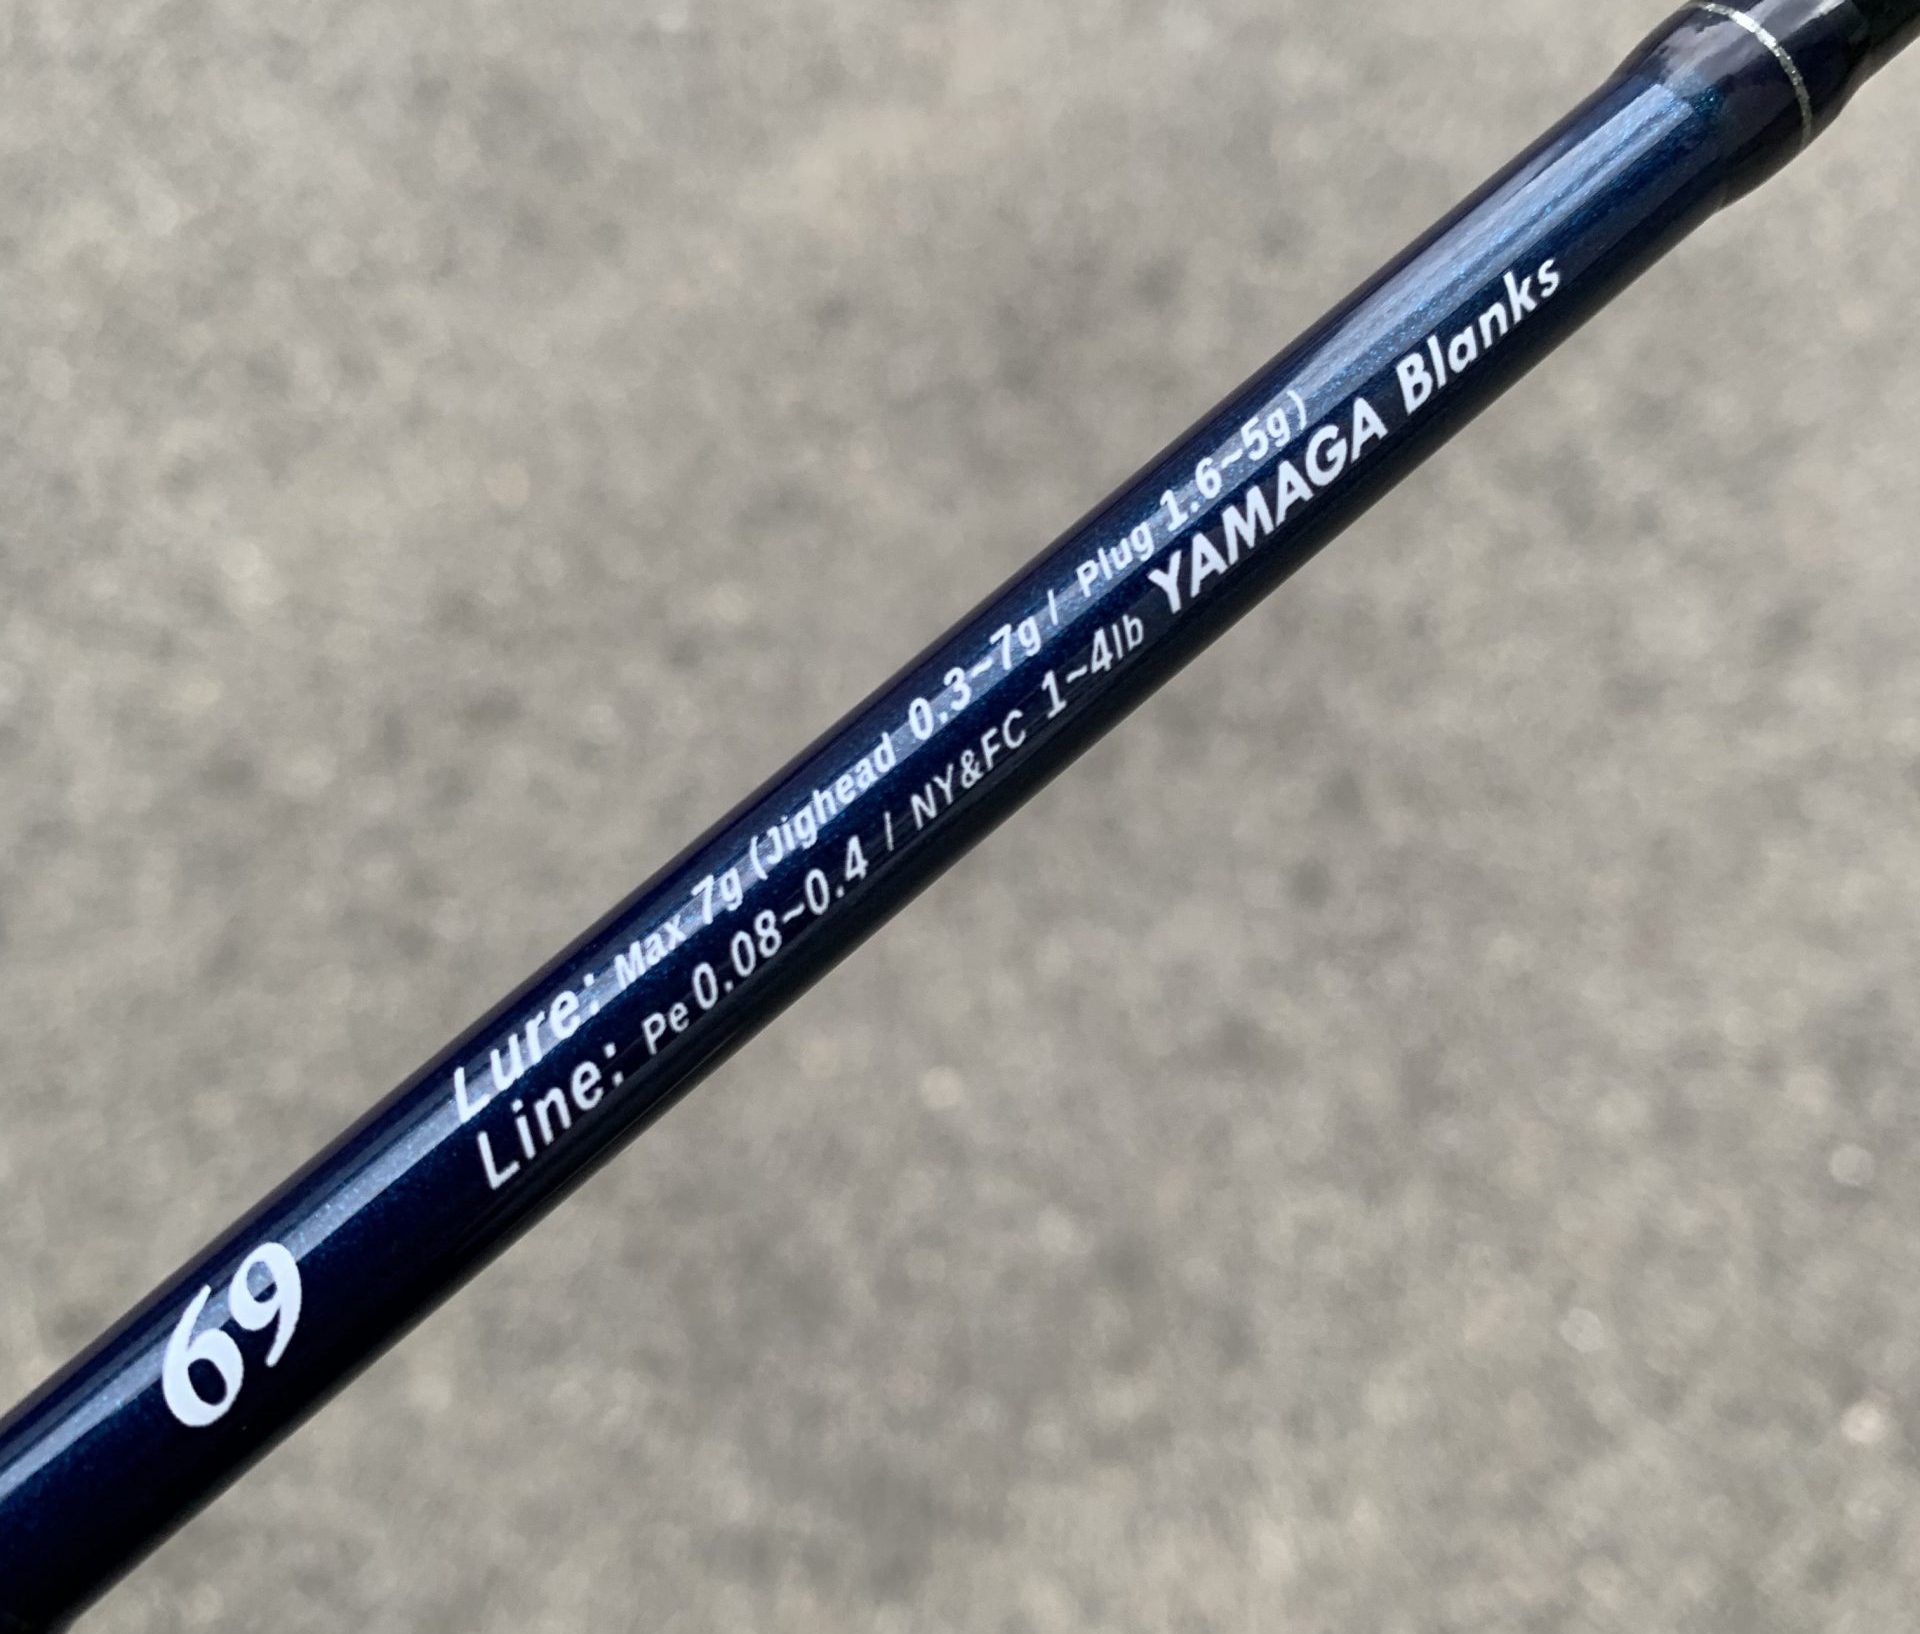 69
Lure: Max 7g (Jighead 0.3~7g / Plug 1.6~5g)
Line: Pe 0.08~0.4 / NY&FC 1~4lb YAMAGA Blanks